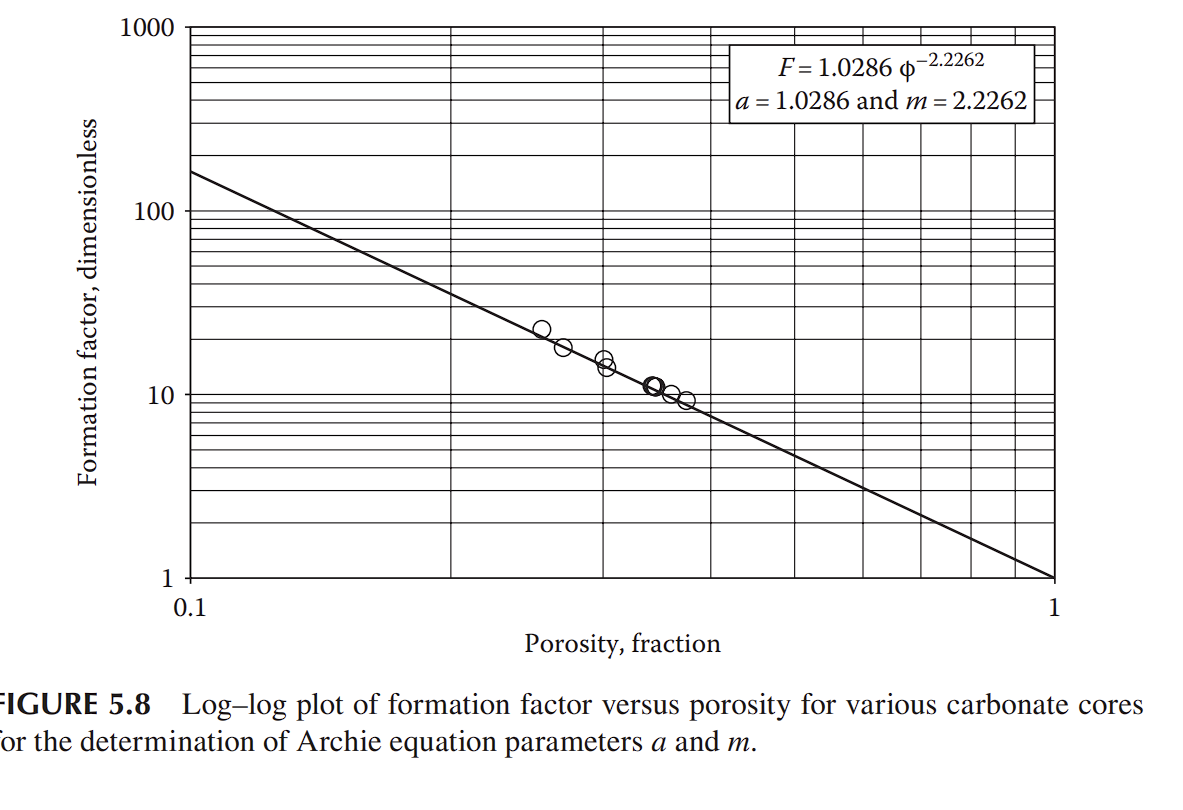 1000
F = 1.0286 ϕ−2.2262
a = 1.0286 and m = 2.2262
100
10
1
0.1
1
Formation factor, dimensionless
Porosity, fraction
FIGURE 5.8 Log–log plot of formation factor versus porosity for various carbonate cores
for the determination of Archie equation parameters a and m.